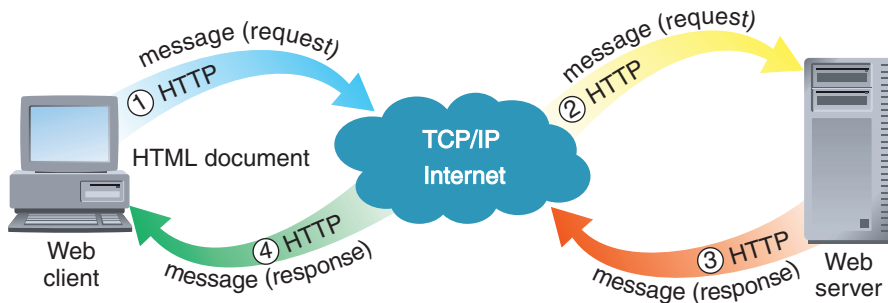 message (request)
① HTTP
message (request)
② HTTP
TCP/IP
Internet
HTML document
④ HTTP
message (response)
③ HTTP
message (response)
Web
client
Web
server